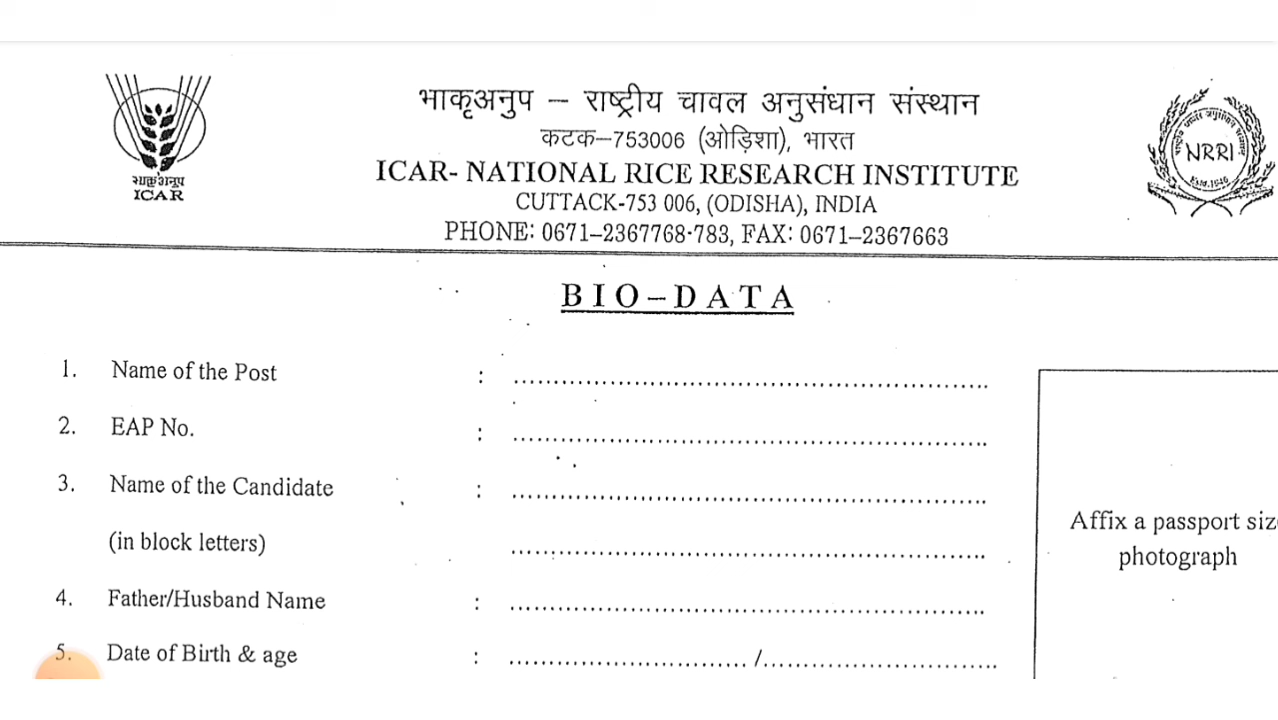 भाकृअनुप – राष्ट्रीय चावल अनुसंधान संस्थान
कटक–753006 (ओड़िशा), भारत
ICAR- NATIONAL RICE RESEARCH INSTITUTE
CUTTACK-753 006, (ODISHA), INDIA
PHONE: 0671–2367768-783, FAX: 0671–2367663
भाकृअनुप
ICAR
NRRI
Estd.1946
BIO–DATA
1. Name of the Post : ............................................................
2. EAP No. : ............................................................
3. Name of the Candidate : ............................................................
(in block letters) ............................................................
4. Father/Husband Name : ............................................................
5. Date of Birth & age : .............................. /..............................
Affix a passport siz
photograph